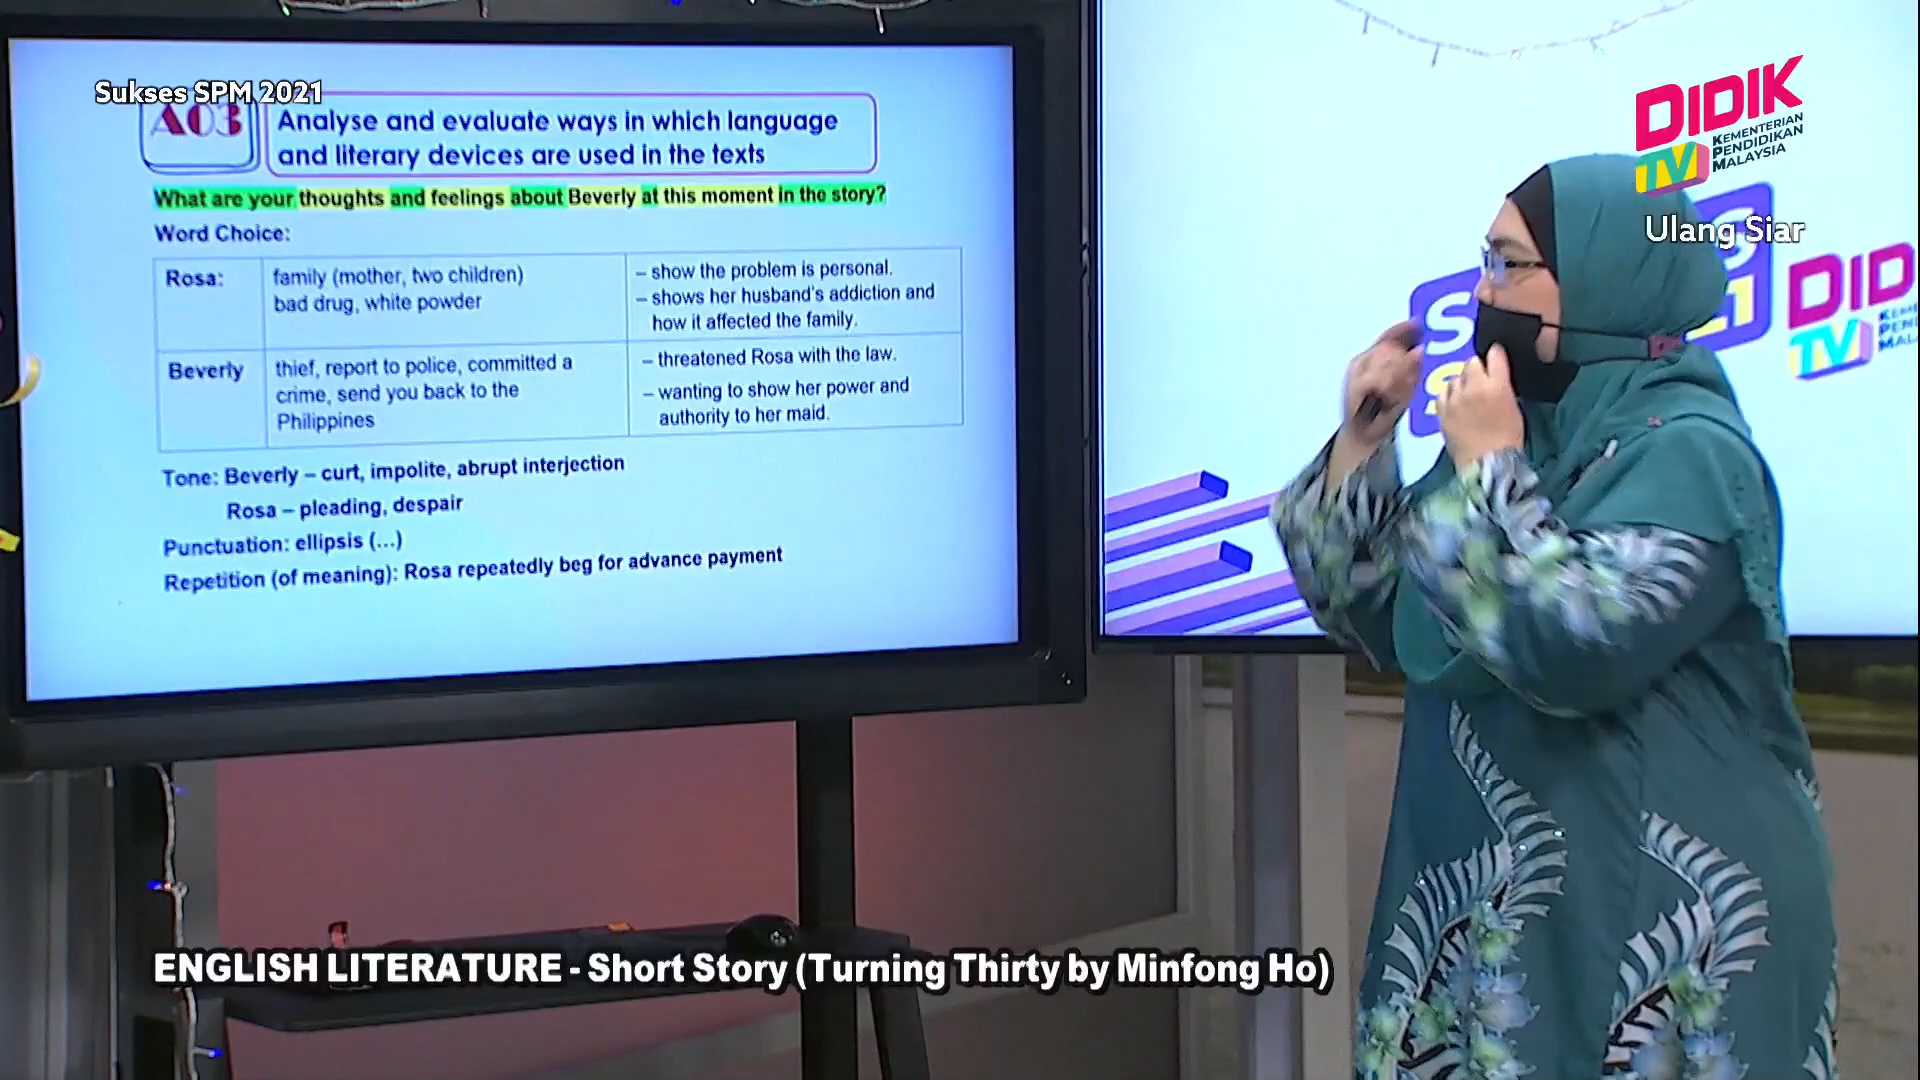 Sukses SPM 2021
AO3
Analyse and evaluate ways in which language
and literary devices are used in the texts
What are your thoughts and feelings about Beverly at this moment in the story?
Word Choice:
Rosa:
family (mother, two children)
bad drug, white powder
– show the problem is personal.
– shows her husband's addiction and
how it affected the family.
Beverly
thief, report to police, committed a
crime, send you back to the
Philippines
– threatened Rosa with the law.
– wanting to show her power and
authority to her maid.
Tone: Beverly – curt, impolite, abrupt interjection
Rosa – pleading, despair
Punctuation: ellipsis (...)
Repetition (of meaning): Rosa repeatedly beg for advance payment
DIDIK
TV
KEMENTERIAN
PENDIDIKAN
MALAYSIA
Ulang Siar
DID
TV
ENGLISH LITERATURE - Short Story (Turning Thirty by Minfong Ho)